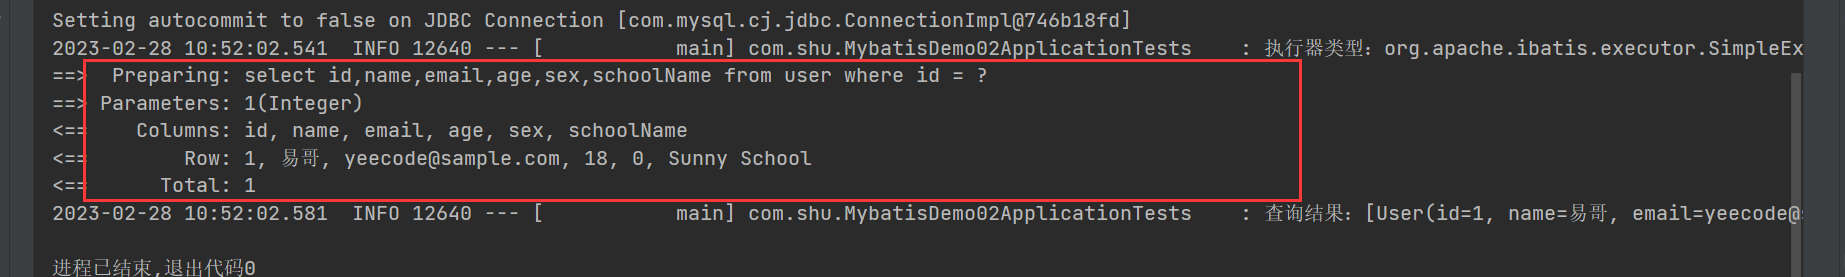 Setting autocommit to false on JDBC Connection [com.mysql.cj.jdbc.ConnectionImpl@746b18fd]
2023-02-28 10:52:02.541  INFO 12640 --- [           main] com.shu.MybatisDemo02ApplicationTests    : 执行器类型：org.apache.ibatis.executor.SimpleEx
==>  Preparing: select id,name,email,age,sex,schoolName from user where id = ?
==> Parameters: 1(Integer)
<==    Columns: id, name, email, age, sex, schoolName
<==        Row: 1, 易哥, yeecode@sample.com, 18, 0, Sunny School
<==      Total: 1
2023-02-28 10:52:02.581  INFO 12640 --- [           main] com.shu.MybatisDemo02ApplicationTests    : 查询结果：[User(id=1, name=易哥, email=yeecode@s
进程已结束,退出代码0